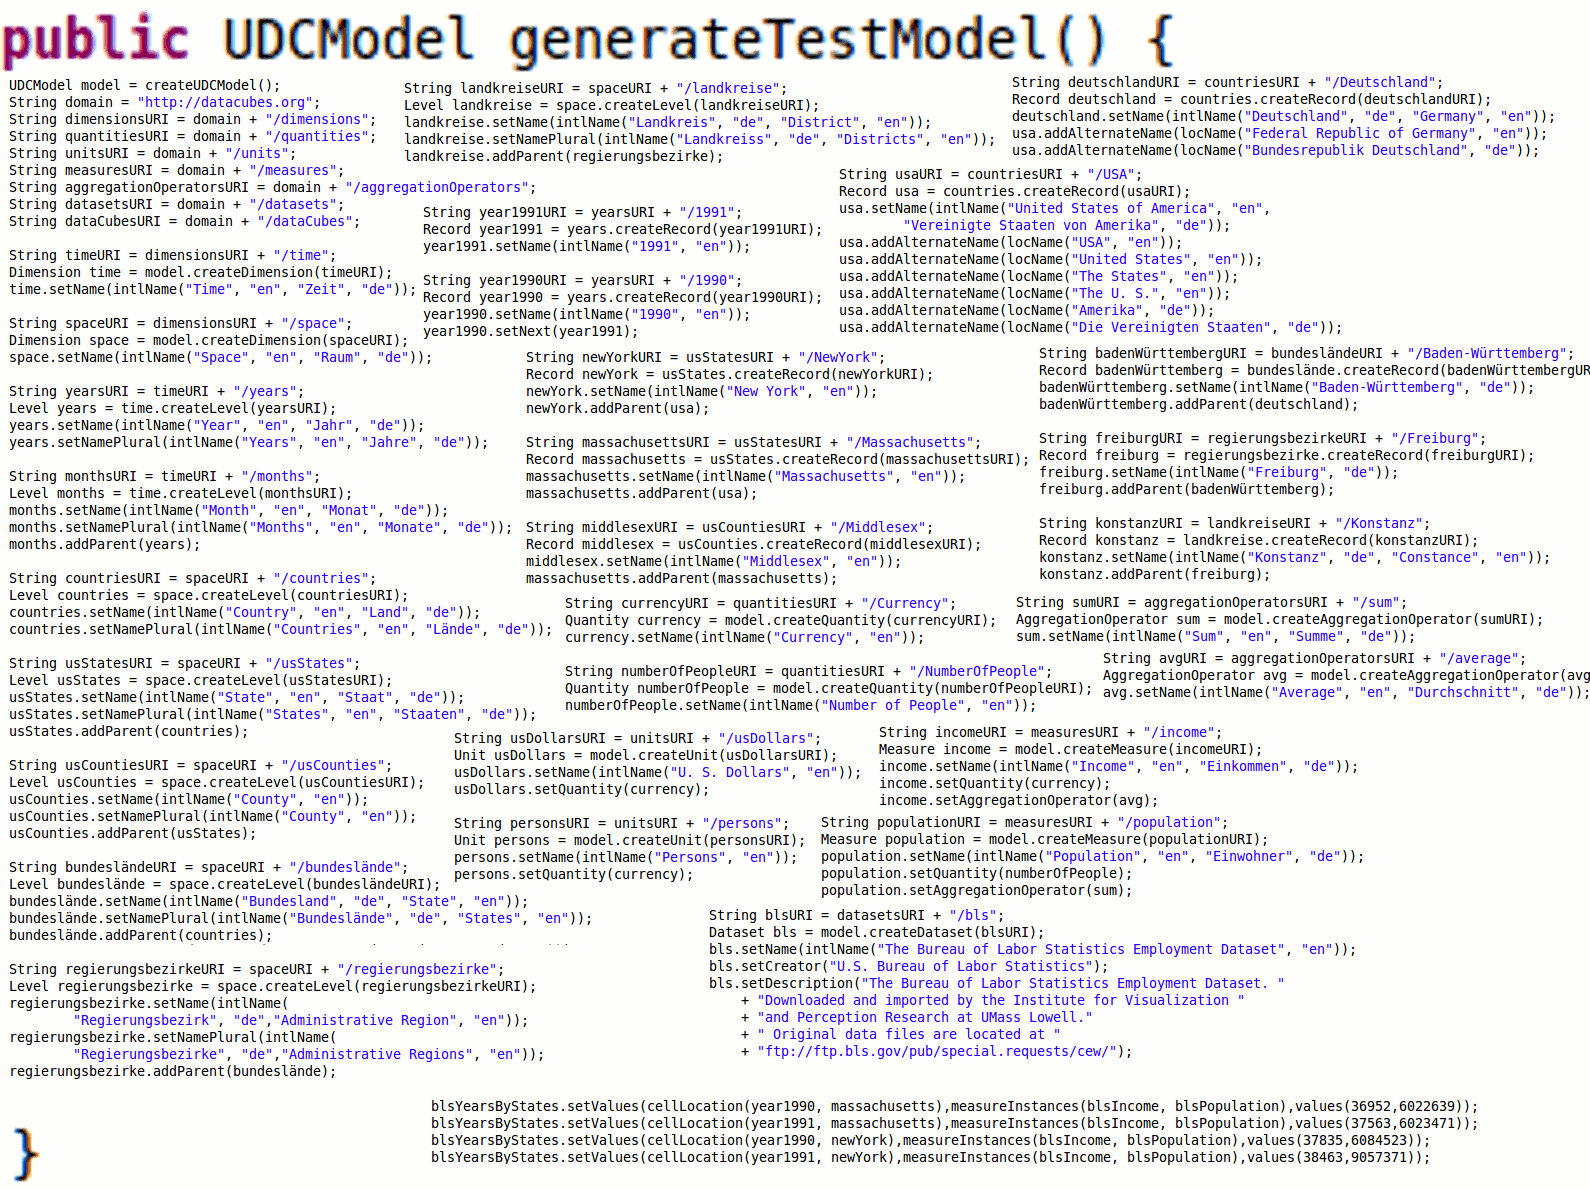 public UDCModel generateTestModel() {
UDCModel model = createUDCModel();
String domain = "http://datacubes.org";
String dimensionsURI = domain + "/dimensions";
String quantitiesURI = domain + "/quantities";
String unitsURI = domain + "/units";
String measuresURI = domain + "/measures";
String aggregationOperatorsURI = domain + "/aggregationOperators";
String datasetsURI = domain + "/datasets";
String dataCubesURI = domain + "/dataCubes";
String timeURI = dimensionsURI + "/time";
Dimension time = model.createDimension(timeURI);
time.setName(intlName("Time", "en", "Zeit", "de"));
String spaceURI = dimensionsURI + "/space";
Dimension space = model.createDimension(spaceURI);
space.setName(intlName("Space", "en", "Raum", "de"));
String yearsURI = timeURI + "/years";
Level years = time.createLevel(yearsURI);
years.setName(intlName("Year", "en", "Jahr", "de"));
years.setNamePlural(intlName("Years", "en", "Jahre", "de"));
String monthsURI = timeURI + "/months";
Level months = time.createLevel(monthsURI);
months.setName(intlName("Month", "en", "Monat", "de"));
months.setNamePlural(intlName("Months", "en", "Monate", "de"));
months.addParent(years);
String countriesURI = spaceURI + "/countries";
Level countries = space.createLevel(countriesURI);
countries.setName(intlName("Country", "en", "Land", "de"));
countries.setNamePlural(intlName("Countries", "en", "Lände", "de"));
String usStatesURI = spaceURI + "/usStates";
Level usStates = space.createLevel(usStatesURI);
usStates.setName(intlName("State", "en", "Staat", "de"));
usStates.setNamePlural(intlName("States", "en", "Staaten", "de"));
usStates.addParent(countries);
String usCountiesURI = spaceURI + "/usCounties";
Level usCounties = space.createLevel(usCountiesURI);
usCounties.setName(intlName("County", "en"));
usCounties.setNamePlural(intlName("County", "en"));
usCounties.addParent(usStates);
String bundesländeURI = spaceURI + "/bundeslände";
Level bundeslände = space.createLevel(bundesländeURI);
bundeslände.setName(intlName("Bundesland", "de", "State", "en"));
bundeslände.setNamePlural(intlName("Bundeslände", "de", "States", "en"));
bundeslände.addParent(countries);
String regierungsbezirkeURI = spaceURI + "/regierungsbezirke";
Level regierungsbezirke = space.createLevel(regierungsbezirkeURI);
regierungsbezirke.setName(intlName(
"Regierungsbezirk", "de","Administrative Region", "en"));
regierungsbezirke.setNamePlural(intlName(
"Regierungsbezirke", "de","Administrative Regions", "en"));
regierungsbezirke.addParent(bundeslände);
String landkreiseURI = spaceURI + "/landkreise";
Level landkreise = space.createLevel(landkreiseURI);
landkreise.setName(intlName("Landkreis", "de", "District", "en"));
landkreise.setNamePlural(intlName("Landkreiss", "de", "Districts", "en"));
landkreise.addParent(regierungsbezirke);
String year1991URI = yearsURI + "/1991";
Record year1991 = years.createRecord(year1991URI);
year1991.setName(intlName("1991", "en"));
String year1990URI = yearsURI + "/1990";
Record year1990 = years.createRecord(year1990URI);
year1990.setName(intlName("1990", "en"));
year1990.setNext(year1991);
String deutschlandURI = countriesURI + "/Deutschland";
Record deutschland = countries.createRecord(deutschlandURI);
deutschland.setName(intlName("Deutschland", "de", "Germany", "en"));
usa.addAlternateName(locName("Federal Republic of Germany", "en"));
usa.addAlternateName(locName("Bundesrepublik Deutschland", "de"));
String usaURI = countriesURI + "/USA";
Record usa = countries.createRecord(usaURI);
usa.setName(intlName("United States of America", "en",
"Vereinigte Staaten von Amerika", "de"));
usa.addAlternateName(locName("USA", "en"));
usa.addAlternateName(locName("United States", "en"));
usa.addAlternateName(locName("The States", "en"));
usa.addAlternateName(locName("The U. S.", "en"));
usa.addAlternateName(locName("Amerika", "de"));
usa.addAlternateName(locName("Die Vereinigten Staaten", "de"));
String newYorkURI = usStatesURI + "/NewYork";
Record newYork = usStates.createRecord(newYorkURI);
newYork.setName(intlName("New York", "en"));
newYork.addParent(usa);
String massachusettsURI = usStatesURI + "/Massachusetts";
Record massachusetts = usStates.createRecord(massachusettsURI);
massachusetts.setName(intlName("Massachusetts", "en"));
massachusetts.addParent(usa);
String middlesexURI = usCountiesURI + "/Middlesex";
Record middlesex = usCounties.createRecord(middlesexURI);
middlesex.setName(intlName("Middlesex", "en"));
massachusetts.addParent(massachusetts);
String badenWürttembergURI = bundesländeURI + "/Baden-Württemberg";
Record badenWürttemberg = bundeslände.createRecord(badenWürttembergUR
badenWürttemberg.setName(intlName("Baden-Württemberg", "de"));
badenWürttemberg.addParent(deutschland);
String freiburgURI = regierungsbezirkeURI + "/Freiburg";
Record freiburg = regierungsbezirke.createRecord(freiburgURI);
freiburg.setName(intlName("Freiburg", "de"));
freiburg.addParent(badenWürttemberg);
String konstanzURI = landkreiseURI + "/Konstanz";
Record konstanz = landkreise.createRecord(konstanzURI);
konstanz.setName(intlName("Konstanz", "de", "Constance", "en"));
konstanz.addParent(freiburg);
String currencyURI = quantitiesURI + "/Currency";
Quantity currency = model.createQuantity(currencyURI);
currency.setName(intlName("Currency", "en"));
String numberOfPeopleURI = quantitiesURI + "/NumberOfPeople";
Quantity numberOfPeople = model.createQuantity(numberOfPeopleURI);
numberOfPeople.setName(intlName("Number of People", "en"));
String sumURI = aggregationOperatorsURI + "/sum";
AggregationOperator sum = model.createAggregationOperator(sumURI);
sum.setName(intlName("Sum", "en", "Summe", "de"));
String avgURI = aggregationOperatorsURI + "/average";
AggregationOperator avg = model.createAggregationOperator(avg
avg.setName(intlName("Average", "en", "Durchschnitt", "de"));
String usDollarsURI = unitsURI + "/usDollars";
Unit usDollars = model.createUnit(usDollarsURI);
usDollars.setName(intlName("U. S. Dollars", "en"));
usDollars.setQuantity(currency);
String personsURI = unitsURI + "/persons";
Unit persons = model.createUnit(personsURI);
persons.setName(intlName("Persons", "en"));
persons.setQuantity(currency);
String incomeURI = measuresURI + "/income";
Measure income = model.createMeasure(incomeURI);
income.setName(intlName("Income", "en", "Einkommen", "de"));
income.setQuantity(currency);
income.setAggregationOperator(avg);
String populationURI = measuresURI + "/population";
Measure population = model.createMeasure(populationURI);
population.setName(intlName("Population", "en", "Einwohner", "de"));
population.setQuantity(numberOfPeople);
population.setAggregationOperator(sum);
String blsURI = datasetsURI + "/bls";
Dataset bls = model.createDataset(blsURI);
bls.setName(intlName("The Bureau of Labor Statistics Employment Dataset", "en"));
bls.setCreator("U.S. Bureau of Labor Statistics");
bls.setDescription("The Bureau of Labor Statistics Employment Dataset. "
+ "Downloaded and imported by the Institute for Visualization "
+ "and Perception Research at UMass Lowell."
+ " Original data files are located at "
+ "ftp://ftp.bls.gov/pub/special.requests/cew/");
blsYearsByStates.setValues(cellLocation(year1990, massachusetts),measureInstances(blsIncome, blsPopulation),values(36952,6022639));
blsYearsByStates.setValues(cellLocation(year1991, massachusetts),measureInstances(blsIncome, blsPopulation),values(37563,6023471));
blsYearsByStates.setValues(cellLocation(year1990, newYork),measureInstances(blsIncome, blsPopulation),values(37835,6084523));
blsYearsByStates.setValues(cellLocation(year1991, newYork),measureInstances(blsIncome, blsPopulation),values(38463,9057371));
}